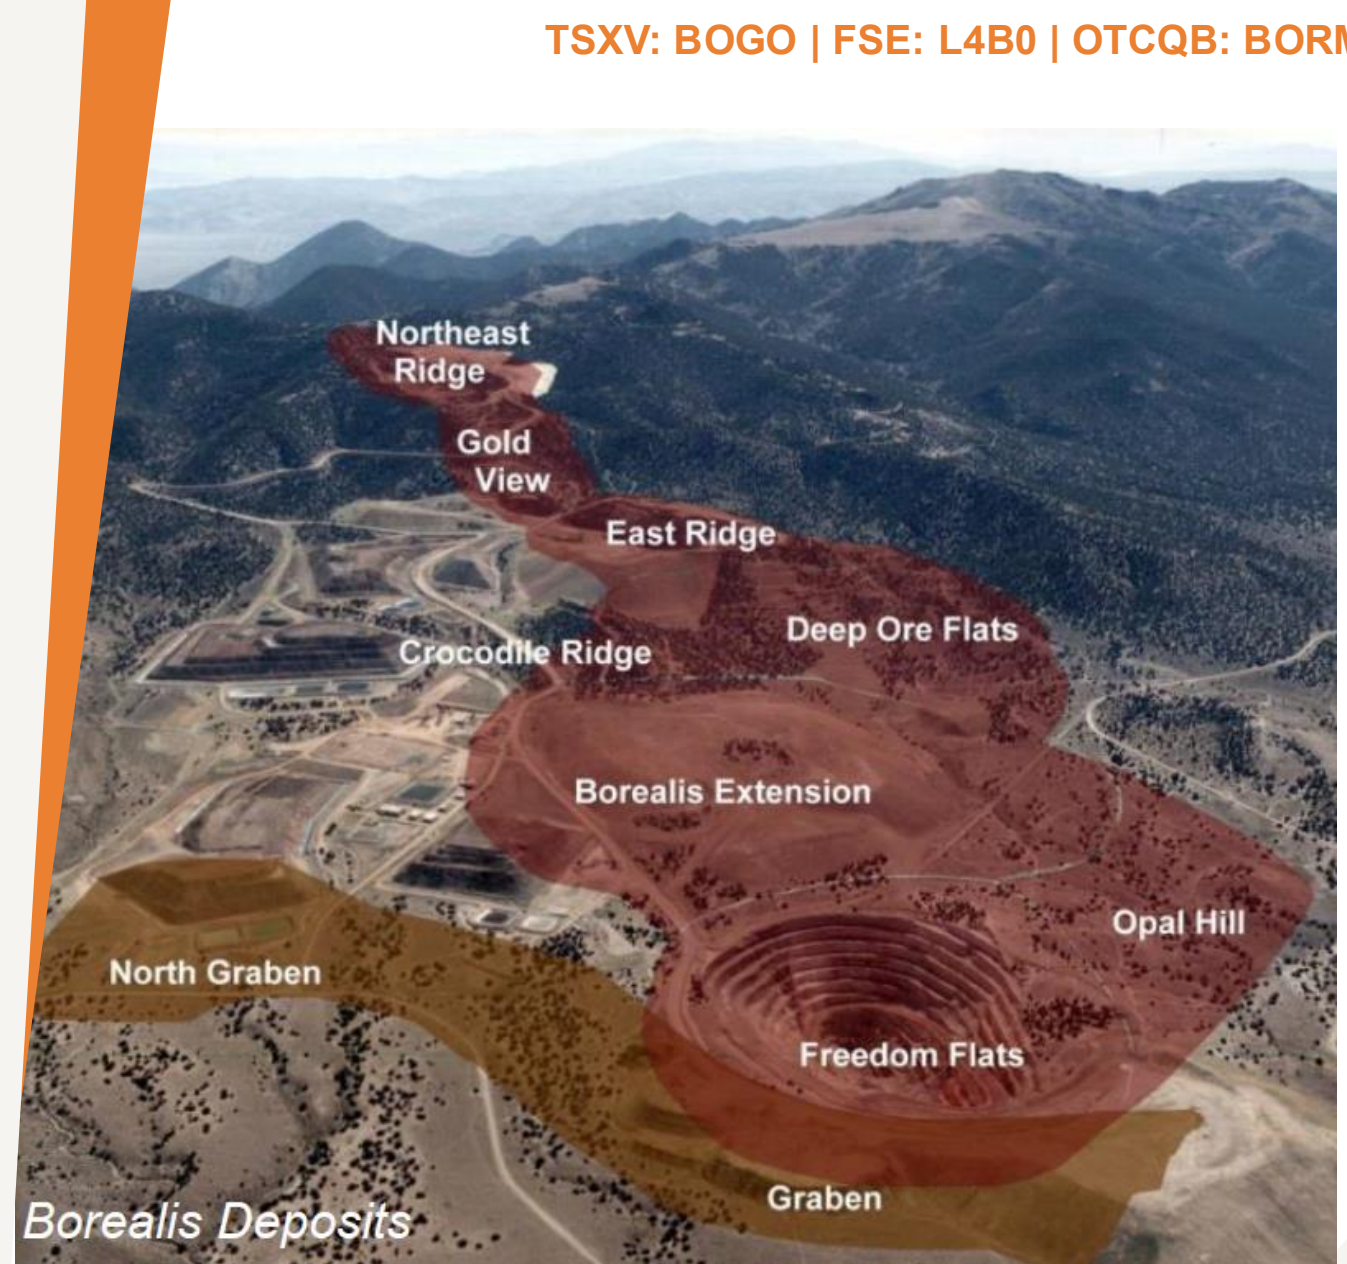 TSXV: BOGO | FSE: L4B0 | OTCQB: BORM
Northeast
Ridge
Gold
View
East Ridge
Deep Ore Flats
Crocodile Ridge
Borealis Extension
Opal Hill
North Graben
Freedom Flats
Graben
Borealis Deposits